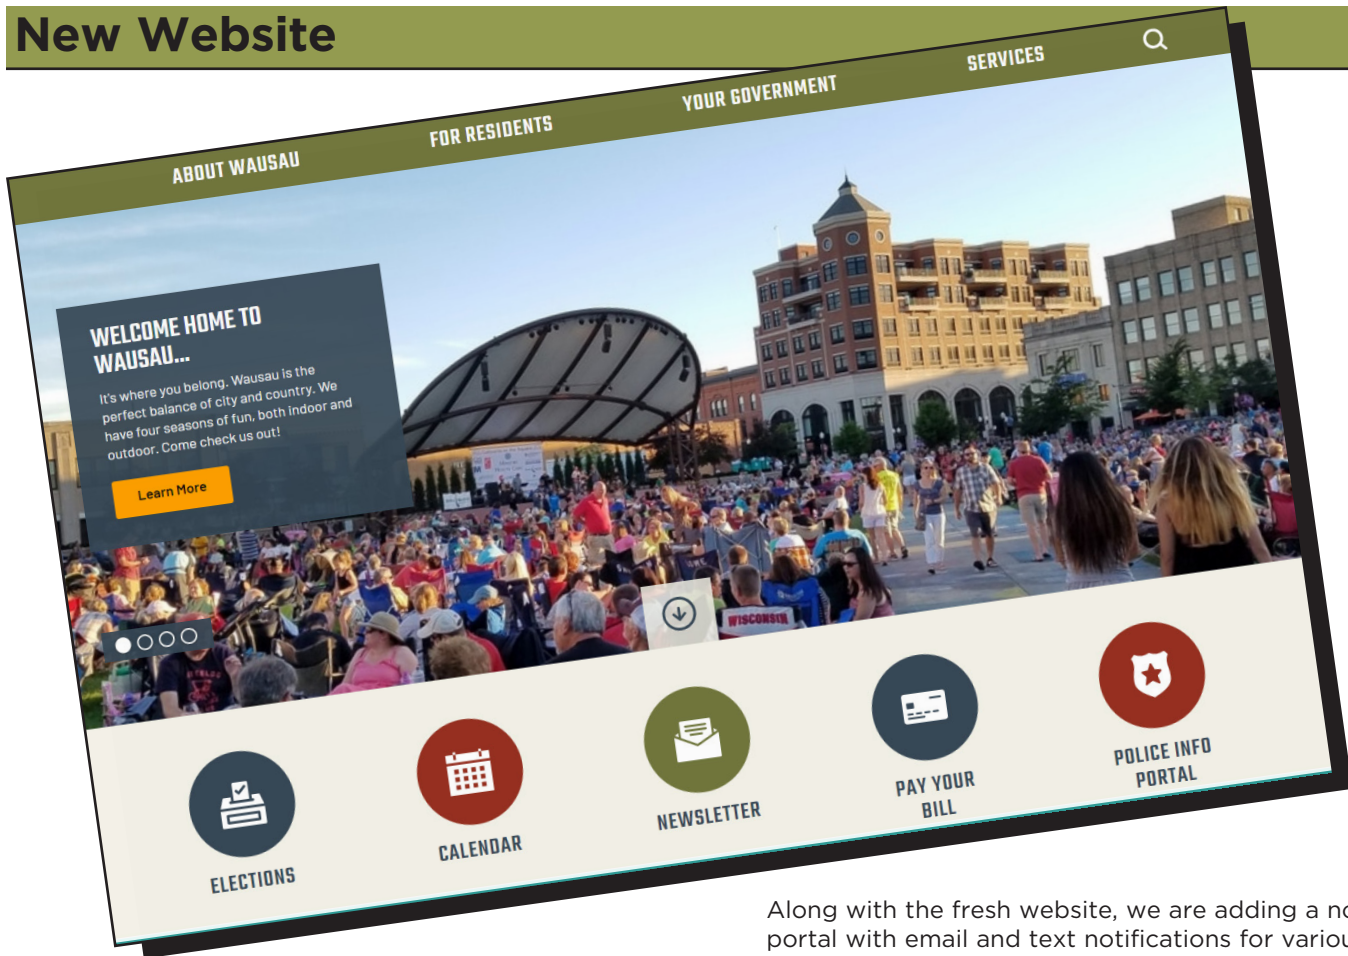 New Website
ABOUT WAUSAU
FOR RESIDENTS
YOUR GOVERNMENT
SERVICES
WELCOME HOME TO
WAUSAU...
It's where you belong. Wausau is the
perfect balance of city and country. We
have four seasons of fun, both indoor and
outdoor. Come check us out!
Learn More
WISCONSIN
ELECTIONS
CALENDAR
NEWSLETTER
PAY YOUR
BILL
POLICE INFO
PORTAL
Along with the fresh website, we are adding a
portal with email and text notifications for